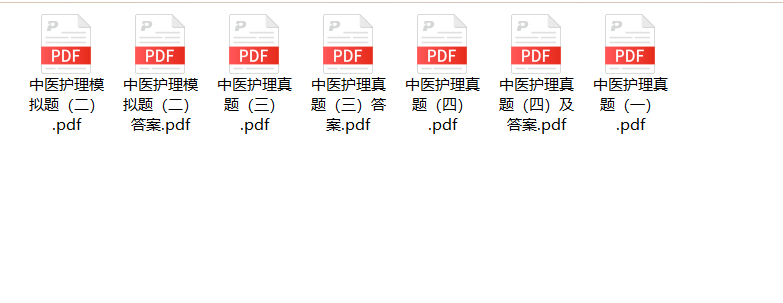 PDF
中医护理模
拟题（二）
.pdf
PDF
中医护理模
拟题（二）
答案.pdf
PDF
中医护理真
题（三）
.pdf
PDF
中医护理真
题（三）答
案.pdf
PDF
中医护理真
题（四）
.pdf
PDF
中医护理真
题（四）及
答案.pdf
PDF
中医护理真
题（一）
.pdf